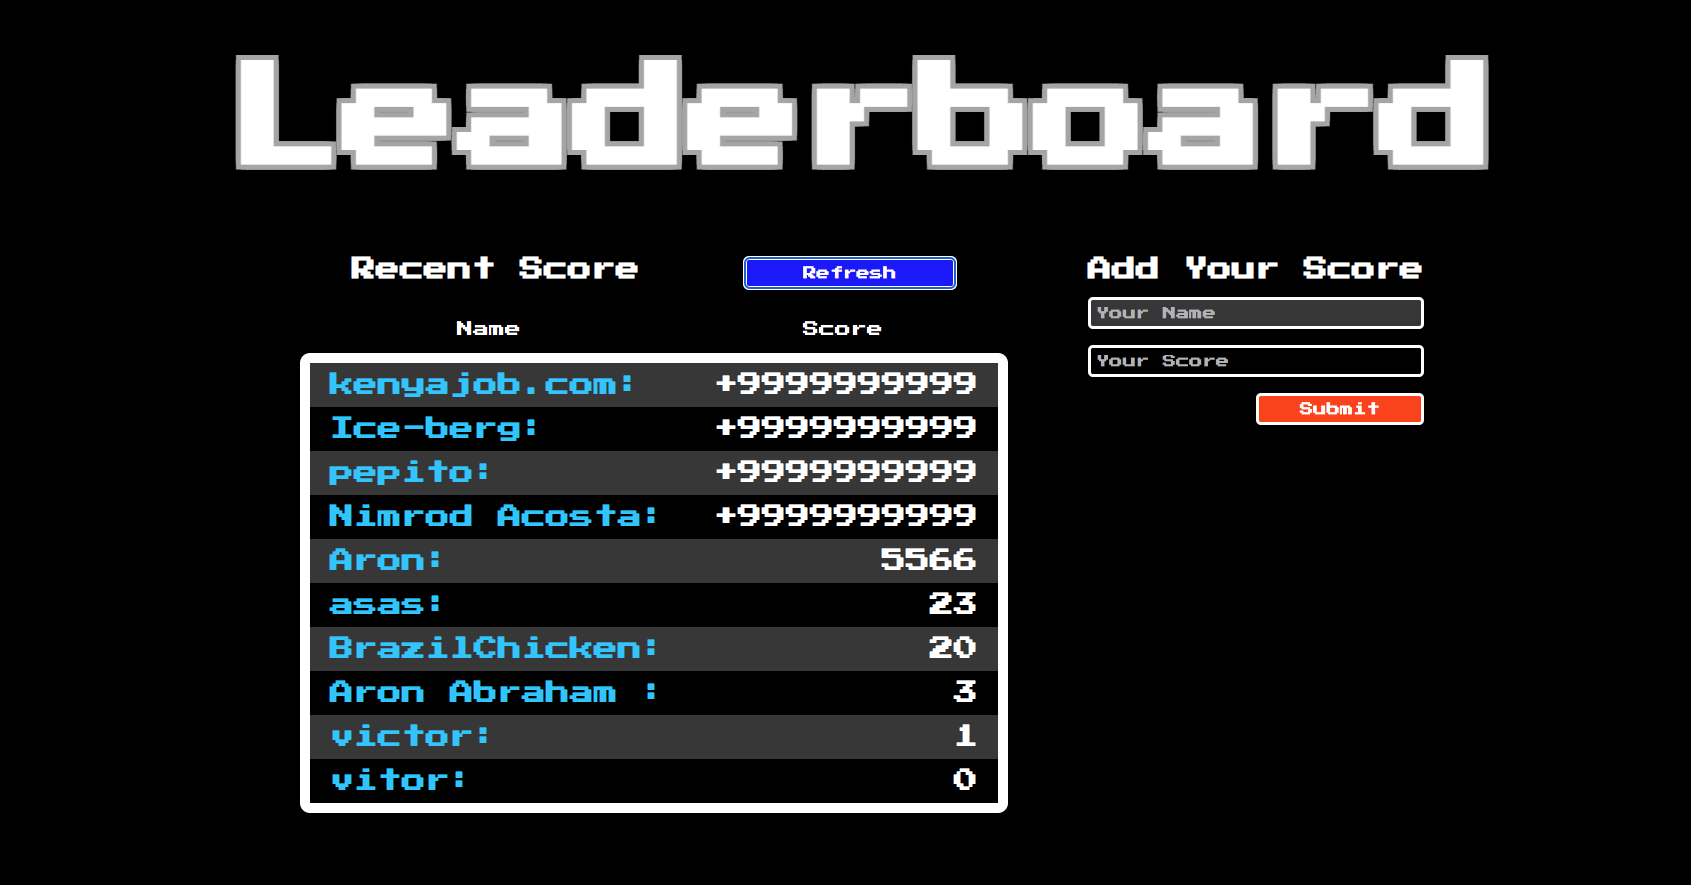 Leaderboard
Recent Score
Refresh
Name Score
kenyajob.com: +9999999999
Ice-berg: +9999999999
pepito: +9999999999
Nimrod Acosta: +9999999999
Aron: 5566
asas: 23
BrazilChicken: 20
Aron Abraham : 3
victor: 1
vitor: 0
Add Your Score
Your Name
Your Score
Submit